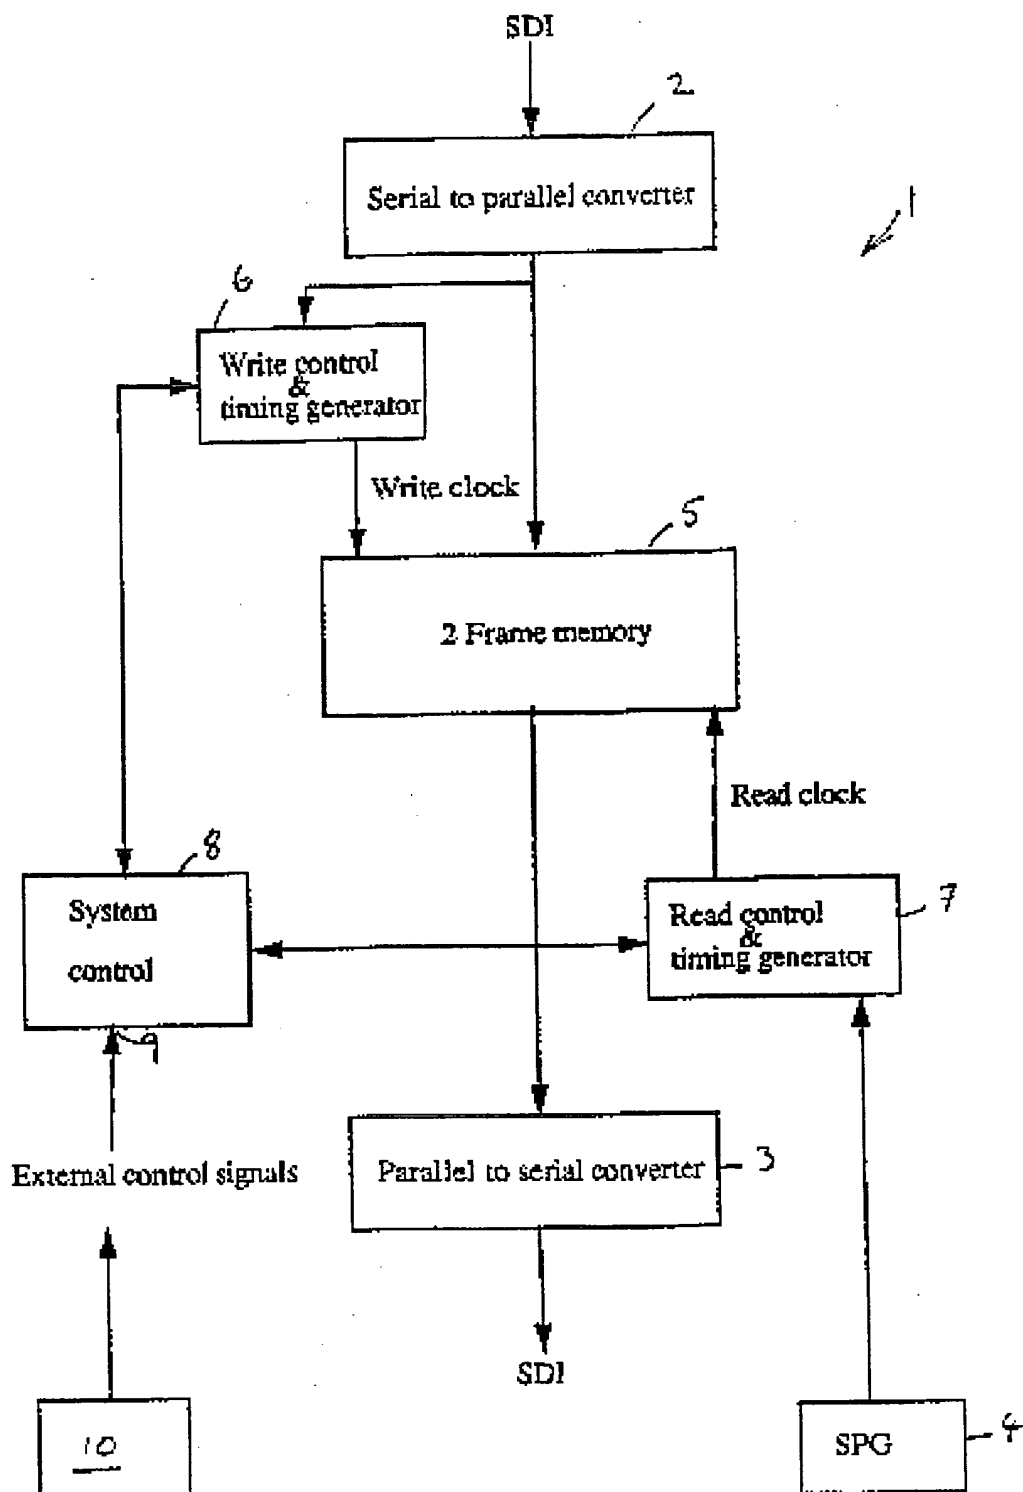 SDI
2
Serial to parallel converter
1
6
Write control
&
timing generator
Write clock
5
2 Frame memory
Read clock
8
System
control
Read control
&
timing generator
7
9
External control signals
Parallel to serial converter
3
SDI
10
SPG
4